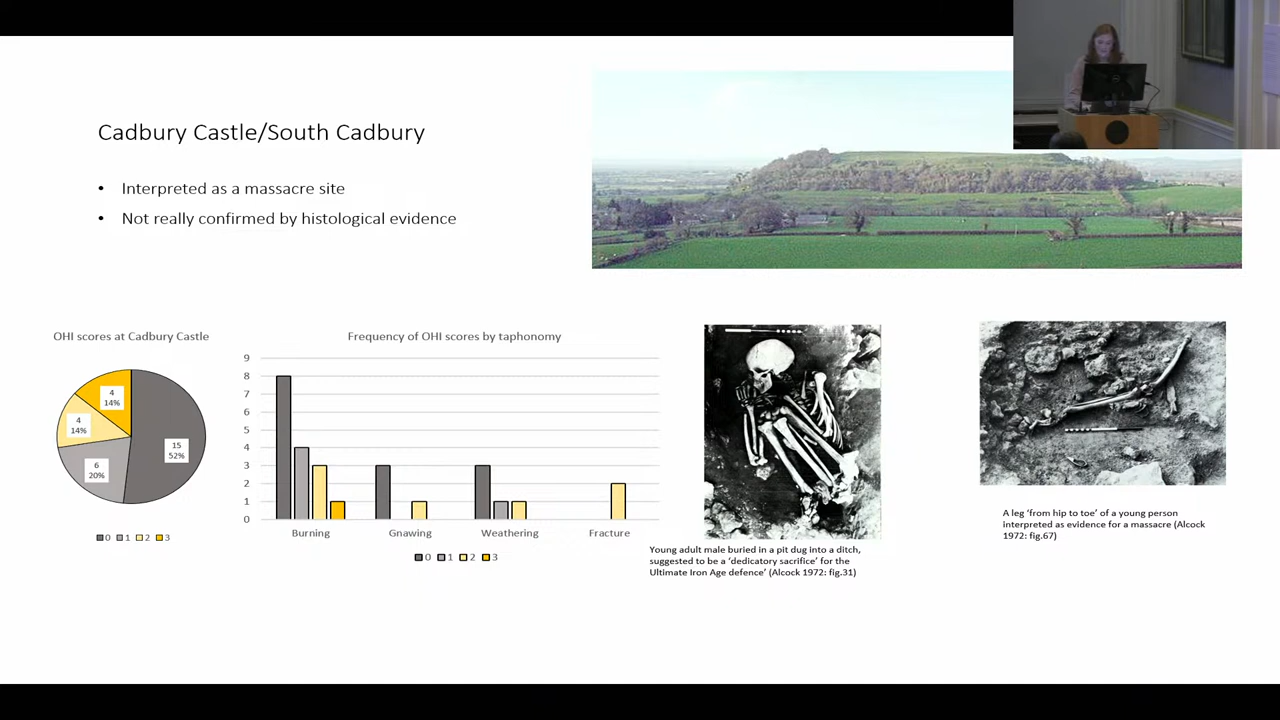 Cadbury Castle/South Cadbury
• Interpreted as a massacre site
• Not really confirmed by histological evidence
OHI scores at Cadbury Castle
4
14%
4
14%
15
52%
6
20%
0 1 2 3
Frequency of OHI scores by taphonomy
9
8
7
6
5
4
3
2
1
0
Burning Gnawing Weathering Fracture
0 1 2 3
Young adult male buried in a pit dug into a ditch,
suggested to be a ‘dedicatory sacrifice’ for the
Ultimate Iron Age defence’ (Alcock 1972: fig.31)
A leg ‘from hip to toe’ of a young person
interpreted as evidence for a massacre (Alcock
1972: fig.67)